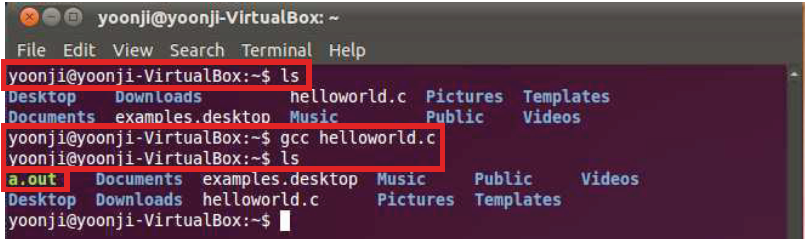 yoonji@yoonji-VirtualBox: ~
File Edit View Search Terminal Help
yoonji@yoonji-VirtualBox:~$ ls
Desktop Downloads helloworld.c Pictures Templates
Documents examples.desktop Music Public Videos
yoonji@yoonji-VirtualBox:~$ gcc helloworld.c
yoonji@yoonji-VirtualBox:~$ ls
a.out Documents examples.desktop Music Public Videos
Desktop Downloads helloworld.c Pictures Templates
yoonji@yoonji-VirtualBox:~$